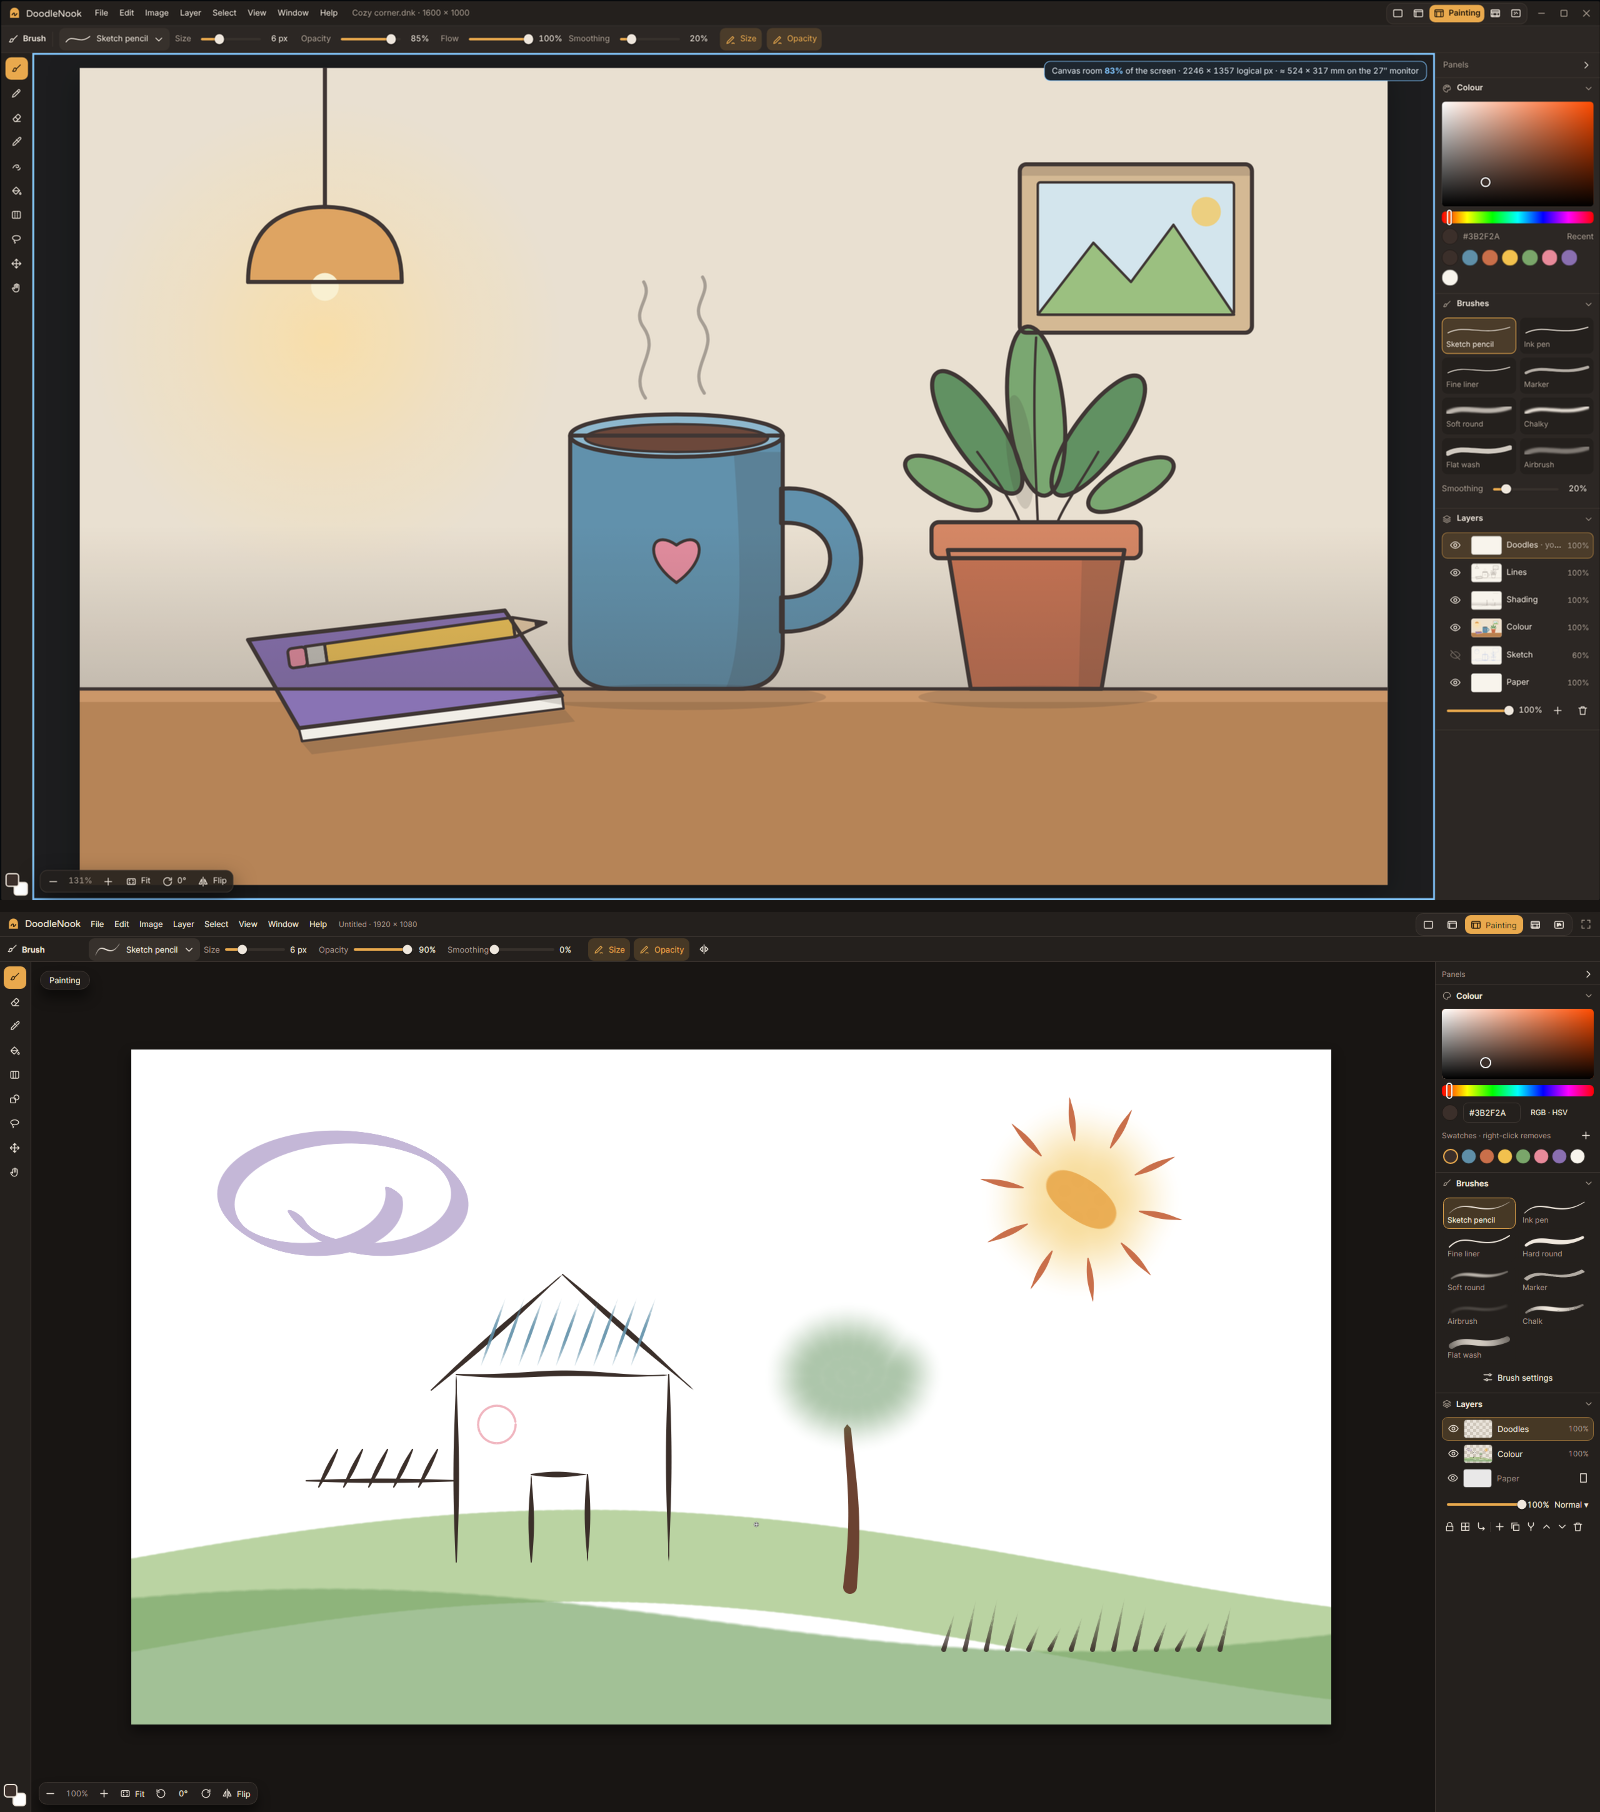 DoodleNook File Edit Image Layer Select View Window Help Cozy corner.dnk · 1600 × 1000 Painting
Brush Sketch pencil Size 6 px Opacity 85% Flow 100% Smoothing 20% Size Opacity
Canvas room 83% of the screen · 2246 × 1357 logical px · ≈ 524 × 317 mm on the 27" monitor
Panels
Colour
#3B2F2A Recent
Brushes
Sketch pencil Ink pen
Fine liner Marker
Soft round Chalky
Flat wash Airbrush
Smoothing 20%
Layers
Doodles · yo... 100%
Lines 100%
Shading 100%
Colour 100%
Sketch 60%
Paper 100%
100%
131% Fit 0° Flip
DoodleNook File Edit Image Layer Select View Window Help Untitled · 1920 × 1080 Painting
Brush Sketch pencil Size 6 px Opacity 90% Smoothing 0% Size Opacity
Painting
Panels
Colour
#3B2F2A RGB · HSV
Swatches · right-click removes
Brushes
Sketch pencil Ink pen
Fine liner Hard round
Soft round Marker
Airbrush Chalk
Flat wash
Brush settings
Layers
Doodles 100%
Colour 100%
Paper
100% Normal
100% Fit 0° Flip